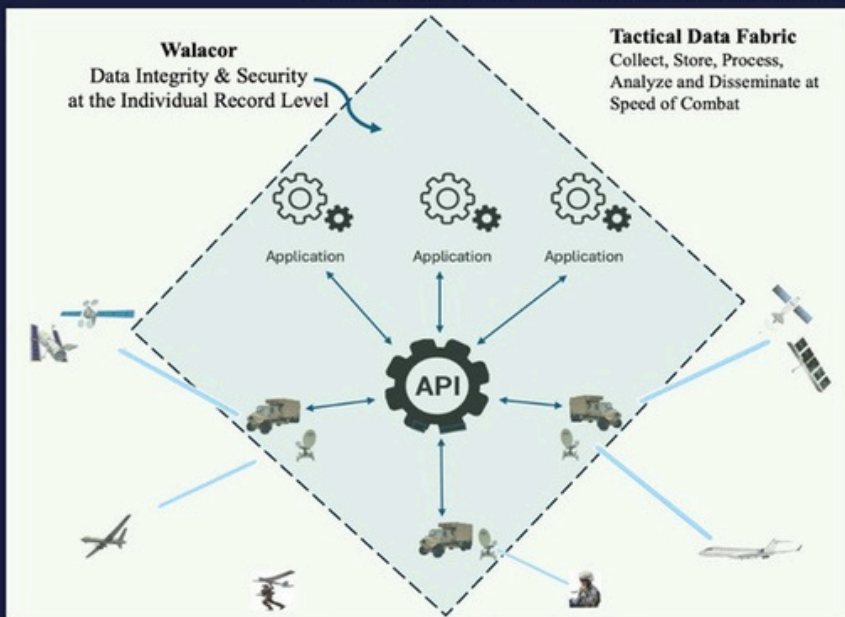 Walacor
Data Integrity & Security
at the Individual Record Level
Tactical Data Fabric
Collect, Store, Process,
Analyze and Disseminate at
Speed of Combat
Application
Application
Application
API